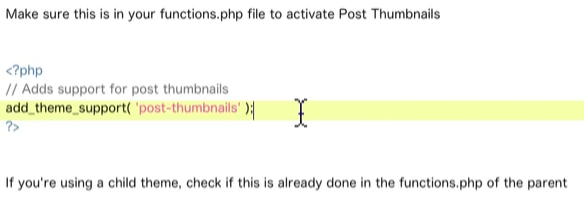 Make sure this is in your functions.php file to activate Post Thumbnails
<?php
// Adds support for post thumbnails
add_theme_support( 'post-thumbnails' );
?>
If you're using a child theme, check if this is already done in the functions.php of the parent